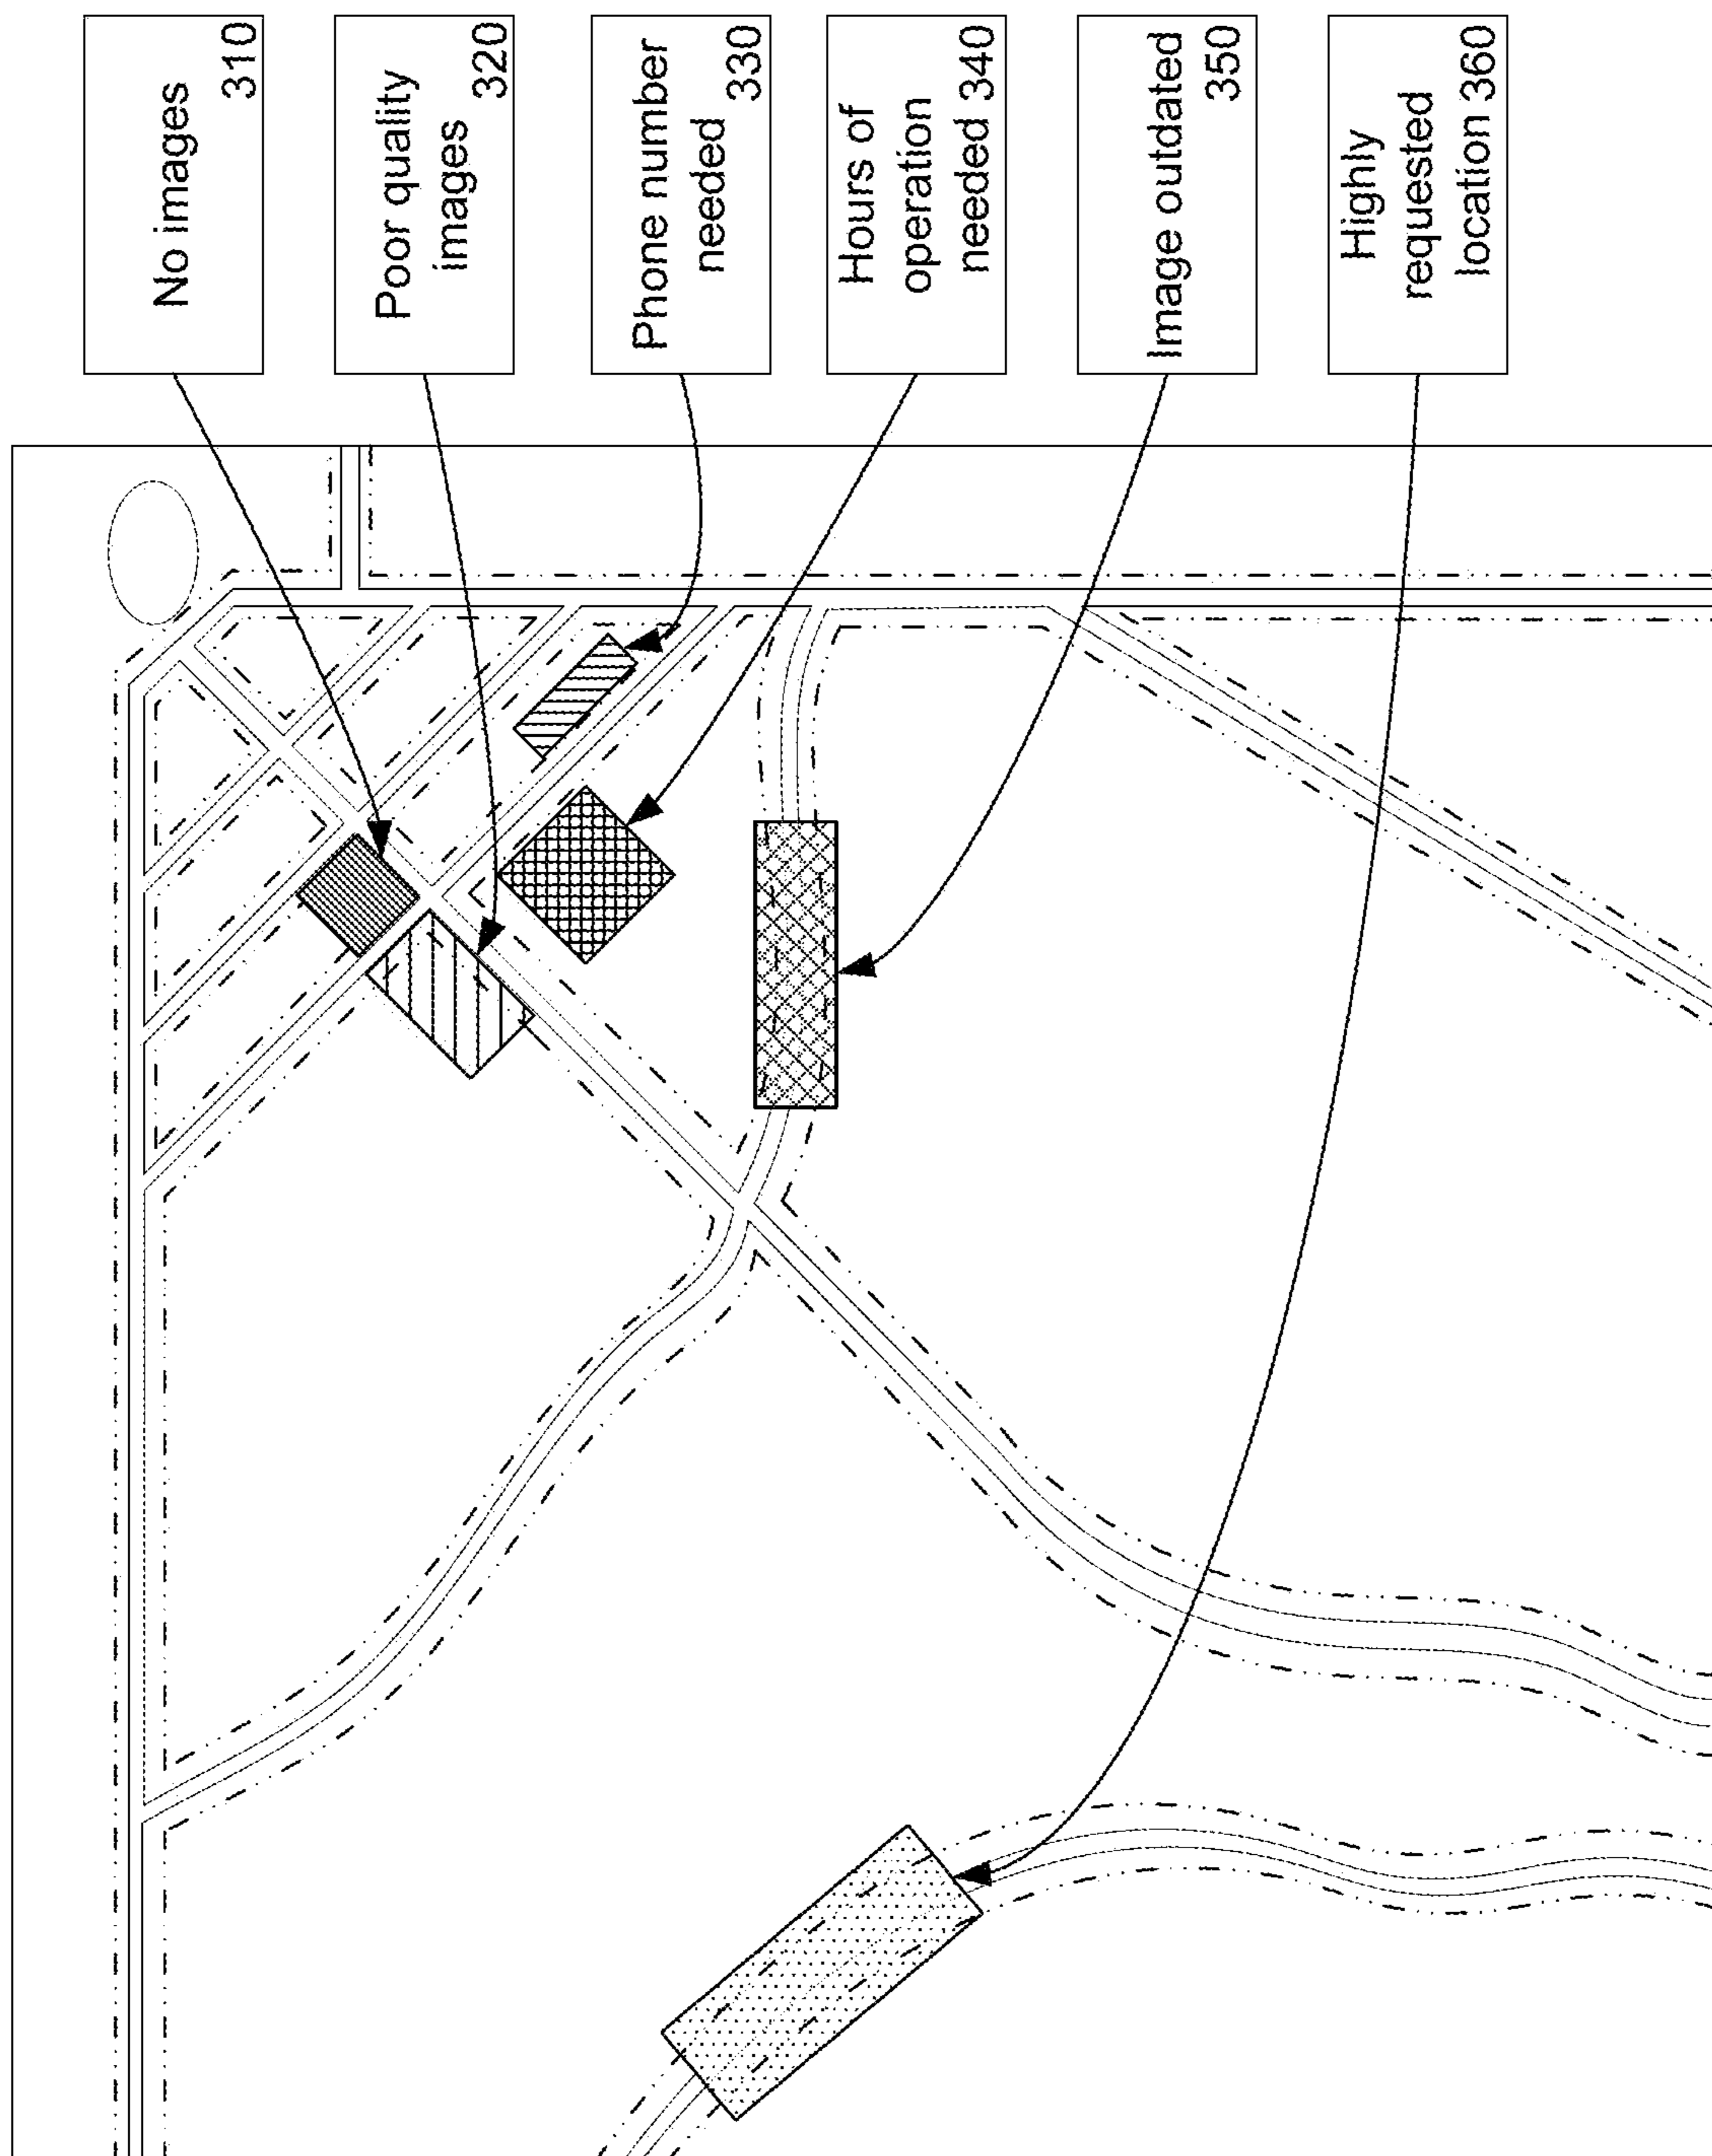 No images
310
Poor quality
images
320
Phone number
needed
330
Hours of
operation
needed 340
Image outdated
350
Highly
requested
location 360